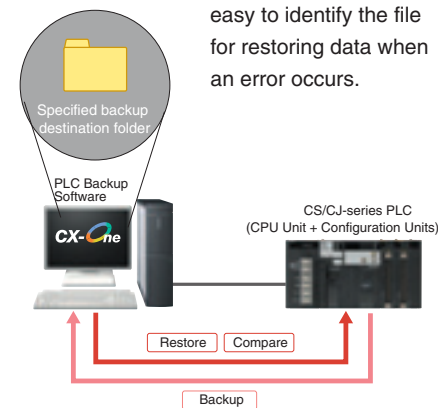 easy to identify the file
for restoring data when
an error occurs.
Specified backup
destination folder
PLC Backup
Software
CX-One
CS/CJ-series PLC
(CPU Unit + Configuration Units)
Restore
Compare
Backup